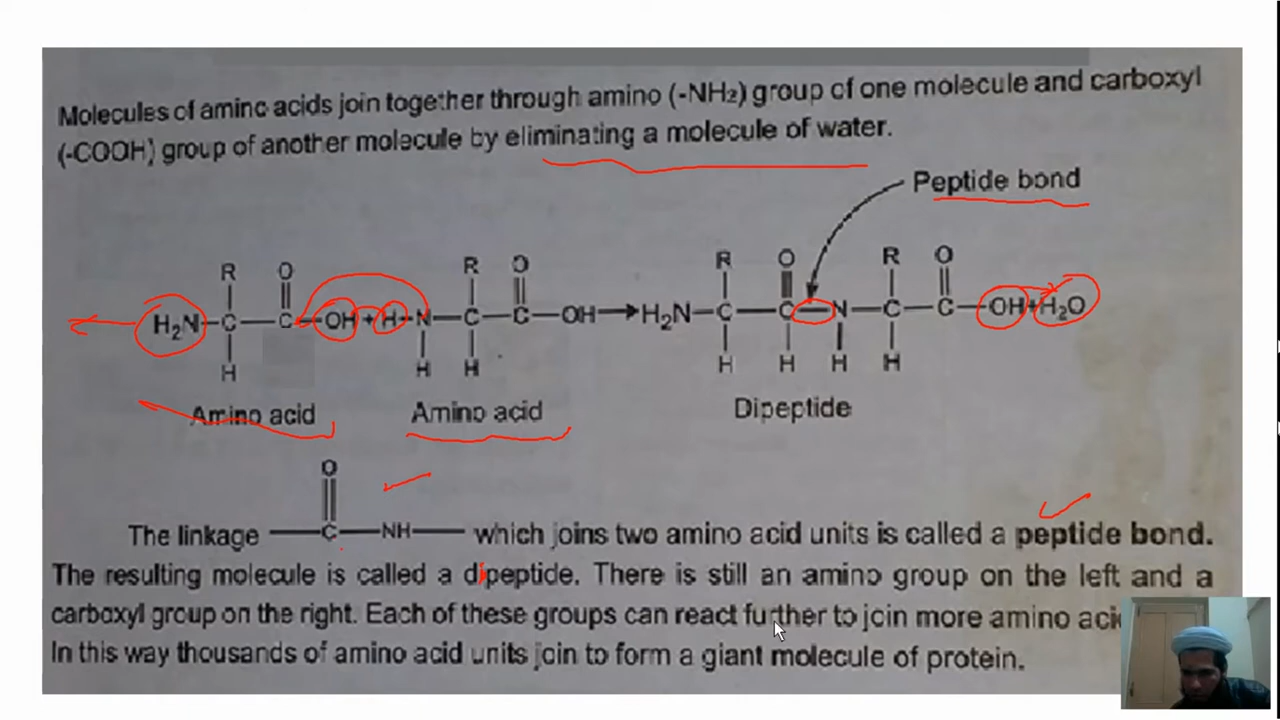 Molecules of amino acids join together through amino (-NH₂) group of one molecule and carboxyl
(-COOH) group of another molecule by eliminating a molecule of water.
Peptide bond
R O R O R O R O
H₂N—C—C—OH+H—N—C—C—OH→H₂N—C—C—N—C—C—OH+H₂O
H H H H H H H
Amino acid Amino acid Dipeptide
O
The linkage —C—NH— which joins two amino acid units is called a peptide bond.
The resulting molecule is called a dipeptide. There is still an amino group on the left and a
carboxyl group on the right. Each of these groups can react further to join more amino
In this way thousands of amino acid units join to form a giant molecule of protein.